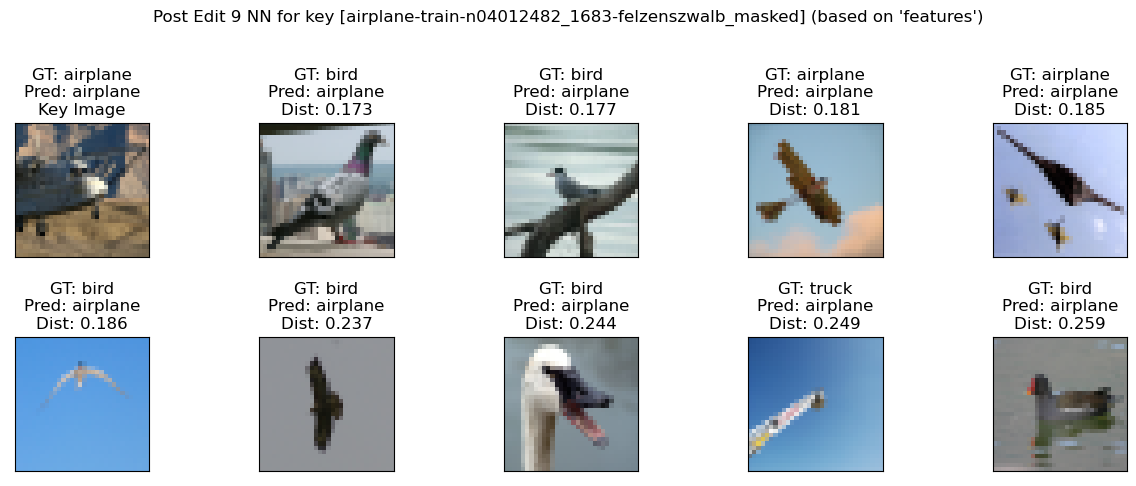 Post Edit 9 NN for key [airplane-train-n04012482_1683-felzenszwalb_masked] (based on 'features')
GT: airplane
Pred: airplane
Key Image
GT: bird
Pred: airplane
Dist: 0.173
GT: bird
Pred: airplane
Dist: 0.177
GT: airplane
Pred: airplane
Dist: 0.181
GT: airplane
Pred: airplane
Dist: 0.185
GT: bird
Pred: airplane
Dist: 0.186
GT: bird
Pred: airplane
Dist: 0.237
GT: bird
Pred: airplane
Dist: 0.244
GT: truck
Pred: airplane
Dist: 0.249
GT: bird
Pred: airplane
Dist: 0.259